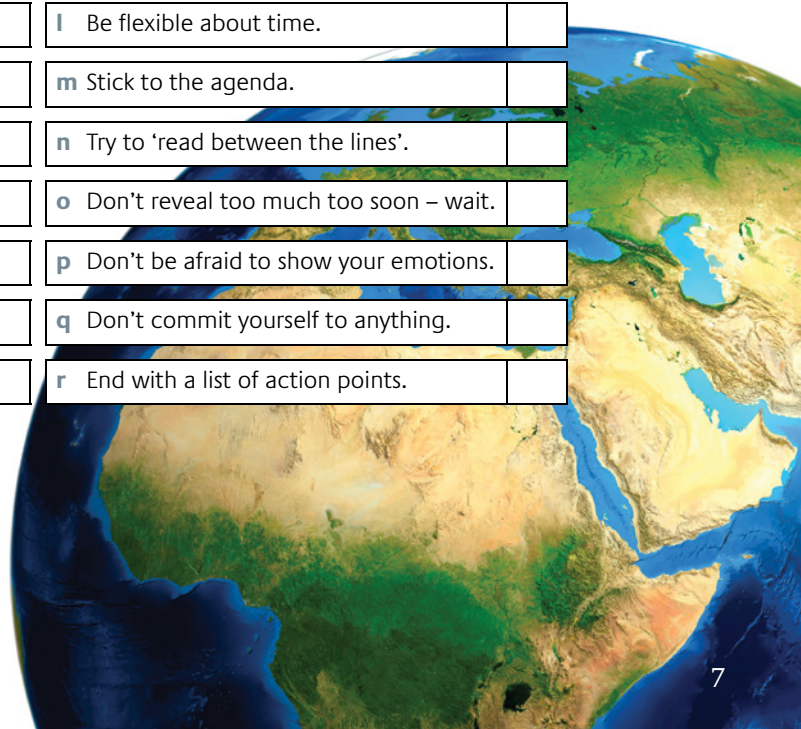 l Be flexible about time.
m Stick to the agenda.
n Try to ‘read between the lines’.
o Don’t reveal too much too soon – wait.
p Don’t be afraid to show your emotions.
q Don’t commit yourself to anything.
r End with a list of action points.
7